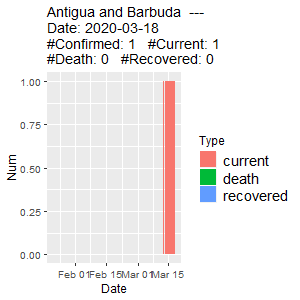 Antigua and Barbuda ---
Date: 2020-03-18
#Confirmed: 1 #Current: 1
#Death: 0 #Recovered: 0
1.00
0.75
0.50
0.25
0.00
Num
Feb 01 Feb 15 Mar 01 Mar 15
Date
Type
current
death
recovered